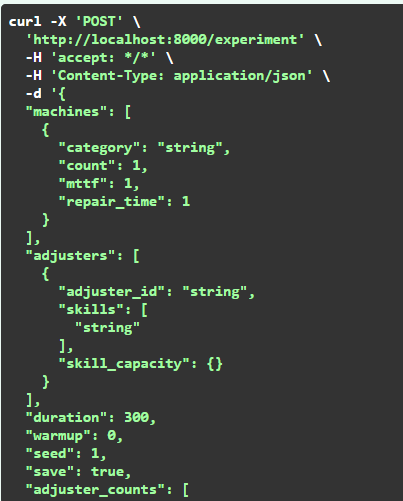 curl -X 'POST' \
  'http://localhost:8000/experiment' \
  -H 'accept: */*' \
  -H 'Content-Type: application/json' \
  -d '{
  "machines": [
    {
      "category": "string",
      "count": 1,
      "mttf": 1,
      "repair_time": 1
    }
  ],
  "adjusters": [
    {
      "adjuster_id": "string",
      "skills": [
        "string"
      ],
      "skill_capacity": {}
    }
  ],
  "duration": 300,
  "warmup": 0,
  "seed": 1,
  "save": true,
  "adjuster_counts": [